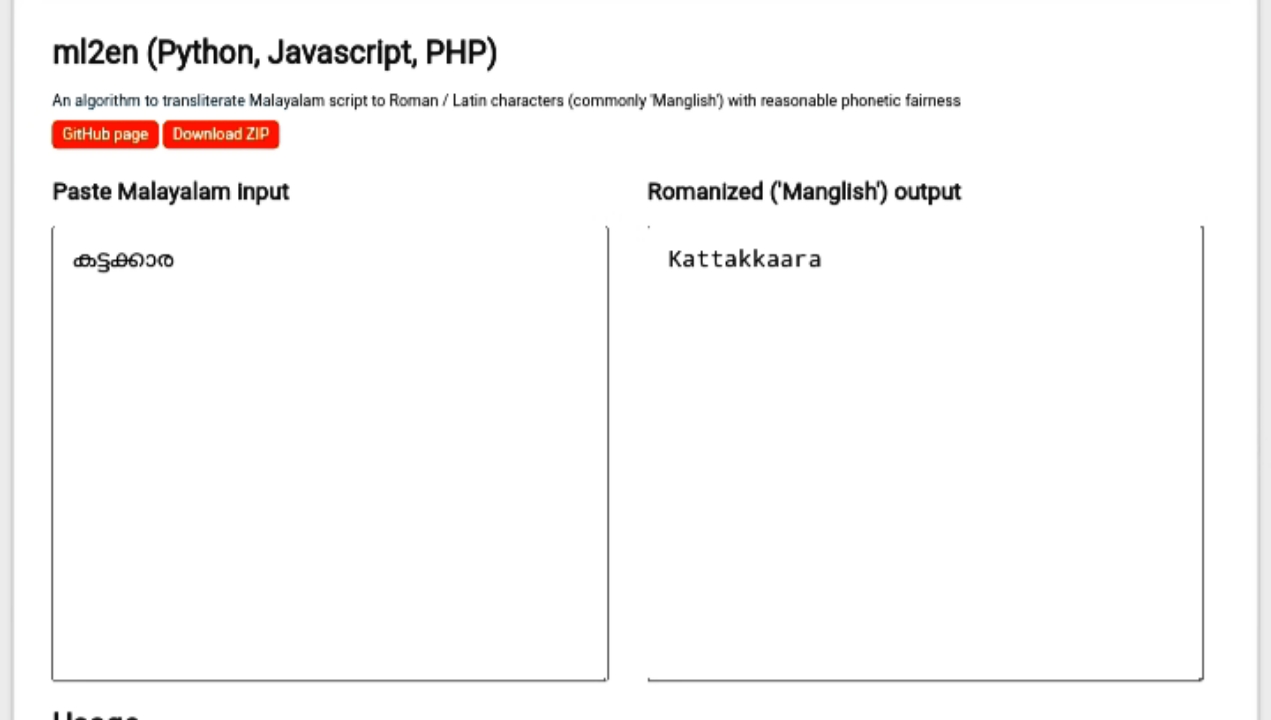 ml2en (Python, Javascript, PHP)
An algorithm to transliterate Malayalam script to Roman / Latin characters (commonly 'Manglish') with reasonable phonetic fairness
GitHub page Download ZIP
Paste Malayalam input
Romanized ('Manglish') output
കട്ടക്കാര
Kattakkaara
Usage